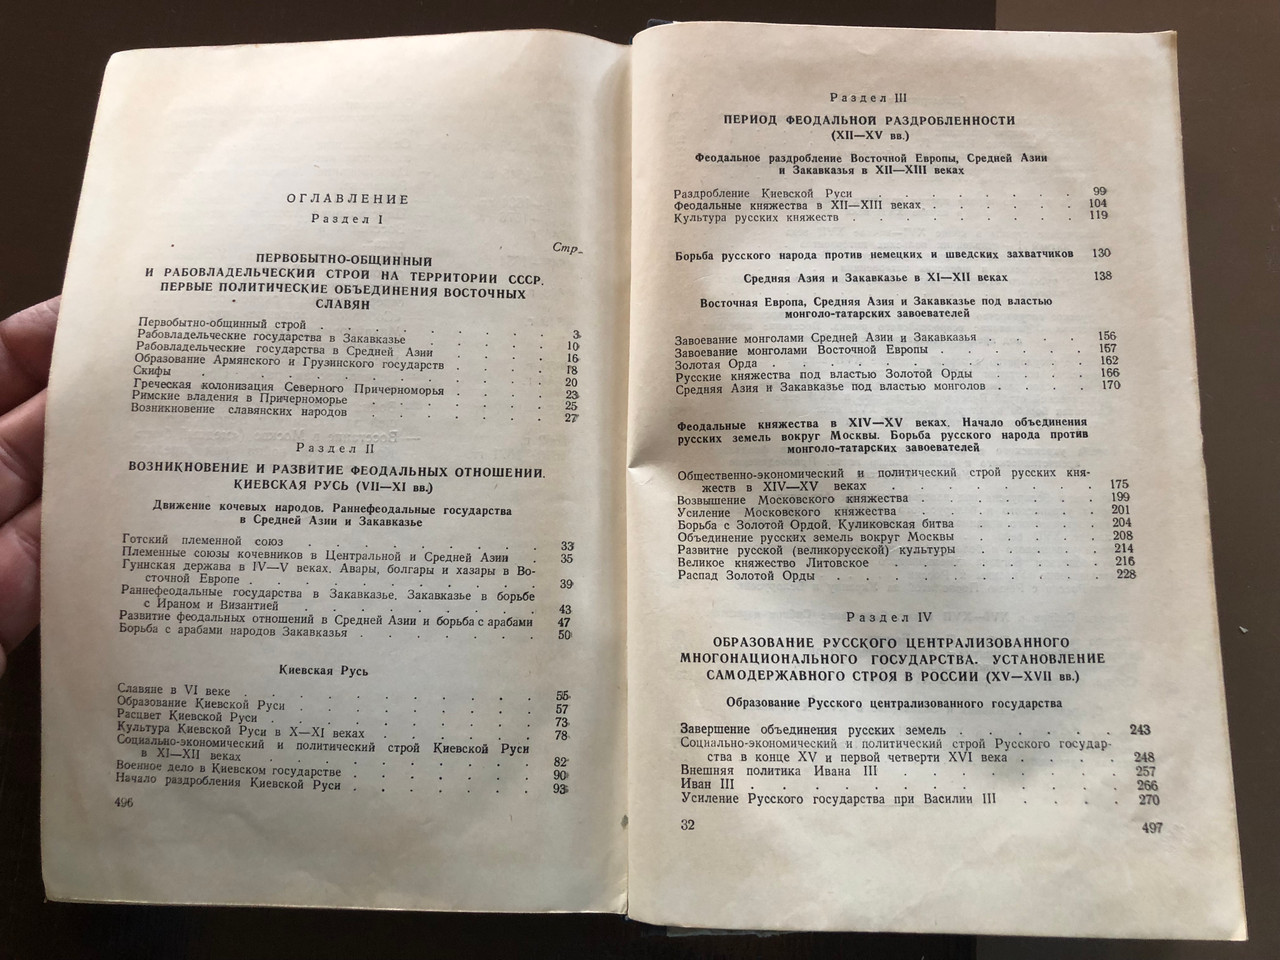 ОГЛАВЛЕНИЕ
Раздел I
Стр.
ПЕРВОБЫТНО-ОБЩИННЫЙ
И РАБОВЛАДЕЛЬЧЕСКИЙ СТРОЙ НА ТЕРРИТОРИИ СССР.
ПЕРВЫЕ ПОЛИТИЧЕСКИЕ ОБЪЕДИНЕНИЯ ВОСТОЧНЫХ
СЛАВЯН
Первобытно-общинный строй . . . . . . . . 3
Рабовладельческие государства в Закавказье . . . . . 10
Рабовладельческие государства в Средней Азии . . . . 16
Образование Армянского и Грузинского государств . . . . 18
Скифы . . . . . . . . . . . . 20
Греческая колонизация Северного Причерноморья . . . . 23
Римские владения в Причерноморье . . . . . . 25
Возникновение славянских народов . . . . . . 27
Раздел II
ВОЗНИКНОВЕНИЕ И РАЗВИТИЕ ФЕОДАЛЬНЫХ ОТНОШЕНИЙ.
КИЕВСКАЯ РУСЬ (VII—XI вв.)
Движение кочевых народов. Раннефеодальные государства
в Средней Азии и Закавказье
Готский племенной союз . . . . . . . . . 33
Племенные союзы кочевников в Центральной и Средней Азии . 35
Гуннская держава в IV—V веках. Авары, болгары и хазары в Во-
сточной Европе . . . . . . . . . . 39
Раннефеодальные государства в Закавказье. Закавказье в борьбе
с Ираном и Византией . . . . . . . . . 43
Развитие феодальных отношений в Средней Азии и борьба с арабами 47
Борьба с арабами народов Закавказья . . . . . . 50
Киевская Русь
Славяне в VI веке . . . . . . . . . . 55
Образование Киевской Руси . . . . . . . . 57
Расцвет Киевской Руси . . . . . . . . . 73
Культура Киевской Руси в X—XI веках . . . . . 78
Социально-экономический и политический строй Киевской Руси
в XI—XII веках . . . . . . . . . . 82
Военное дело в Киевском государстве . . . . . . 90
Начало раздробления Киевской Руси . . . . . . 93
496
Раздел III
ПЕРИОД ФЕОДАЛЬНОЙ РАЗДРОБЛЕННОСТИ
(XII—XV вв.)
Феодальное раздробление Восточной Европы, Средней Азии
и Закавказья в XII—XIII веках
Раздробление Киевской Руси . . . . . . . . 99
Феодальные княжества в XII—XIII веках . . . . . . 104
Культура русских княжеств . . . . . . . . . 119
Борьба русского народа против немецких и шведских захватчиков 130
Средняя Азия и Закавказье в XI—XII веках 138
Восточная Европа, Средняя Азия и Закавказье под властью
монголо-татарских завоевателей
Завоевание монголами Средней Азии и Закавказья . . . . 156
Завоевание монголами Восточной Европы . . . . . . 157
Золотая Орда . . . . . . . . . . . . 162
Русские княжества под властью Золотой Орды . . . . 166
Средняя Азия и Закавказье под властью монголов . . . . 170
Феодальные княжества в XIV—XV веках. Начало объединения
русских земель вокруг Москвы. Борьба русского народа против
монголо-татарских завоевателей
Общественно-экономический и политический строй русских кня-
жеств в XIV—XV веках . . . . . . . . 175
Возвышение Московского княжества . . . . . . . 199
Усиление Московского княжества . . . . . . . 201
Борьба с Золотой Ордой. Куликовская битва . . . . . 204
Объединение русских земель вокруг Москвы . . . . . 208
Развитие русской (великорусской) культуры . . . . . 214
Великое княжество Литовское . . . . . . . . 216
Распад Золотой Орды . . . . . . . . . . 228
Раздел IV
ОБРАЗОВАНИЕ РУССКОГО ЦЕНТРАЛИЗОВАННОГО
МНОГОНАЦИОНАЛЬНОГО ГОСУДАРСТВА. УСТАНОВЛЕНИЕ
САМОДЕРЖАВНОГО СТРОЯ В РОССИИ (XV—XVII вв.)
Образование Русского централизованного государства
Завершение объединения русских земель . . . . . . 243
Социально-экономический и политический строй Русского государ-
ства в конце XV и первой четверти XVI века . . . . 248
Внешняя политика Ивана III . . . . . . . . 257
Иван III . . . . . . . . . . . . . 266
Усиление Русского государства при Василии III . . . . 270
32
497